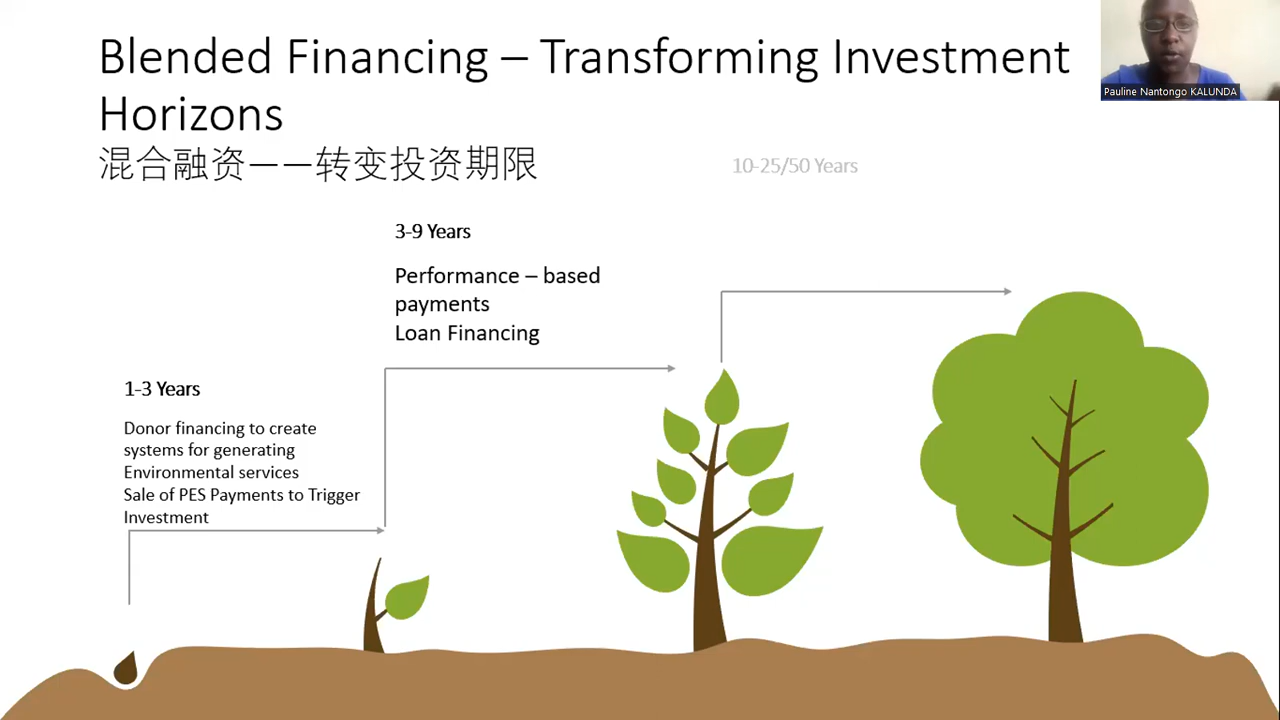 Blended Financing – Transforming Investment
Horizons
混合融资——转变投资期限
Pauline Nantongo KALUNDA
10-25/50 Years
3-9 Years
Performance – based
payments
Loan Financing
1-3 Years
Donor financing to create
systems for generating
Environmental services
Sale of PES Payments to Trigger
Investment